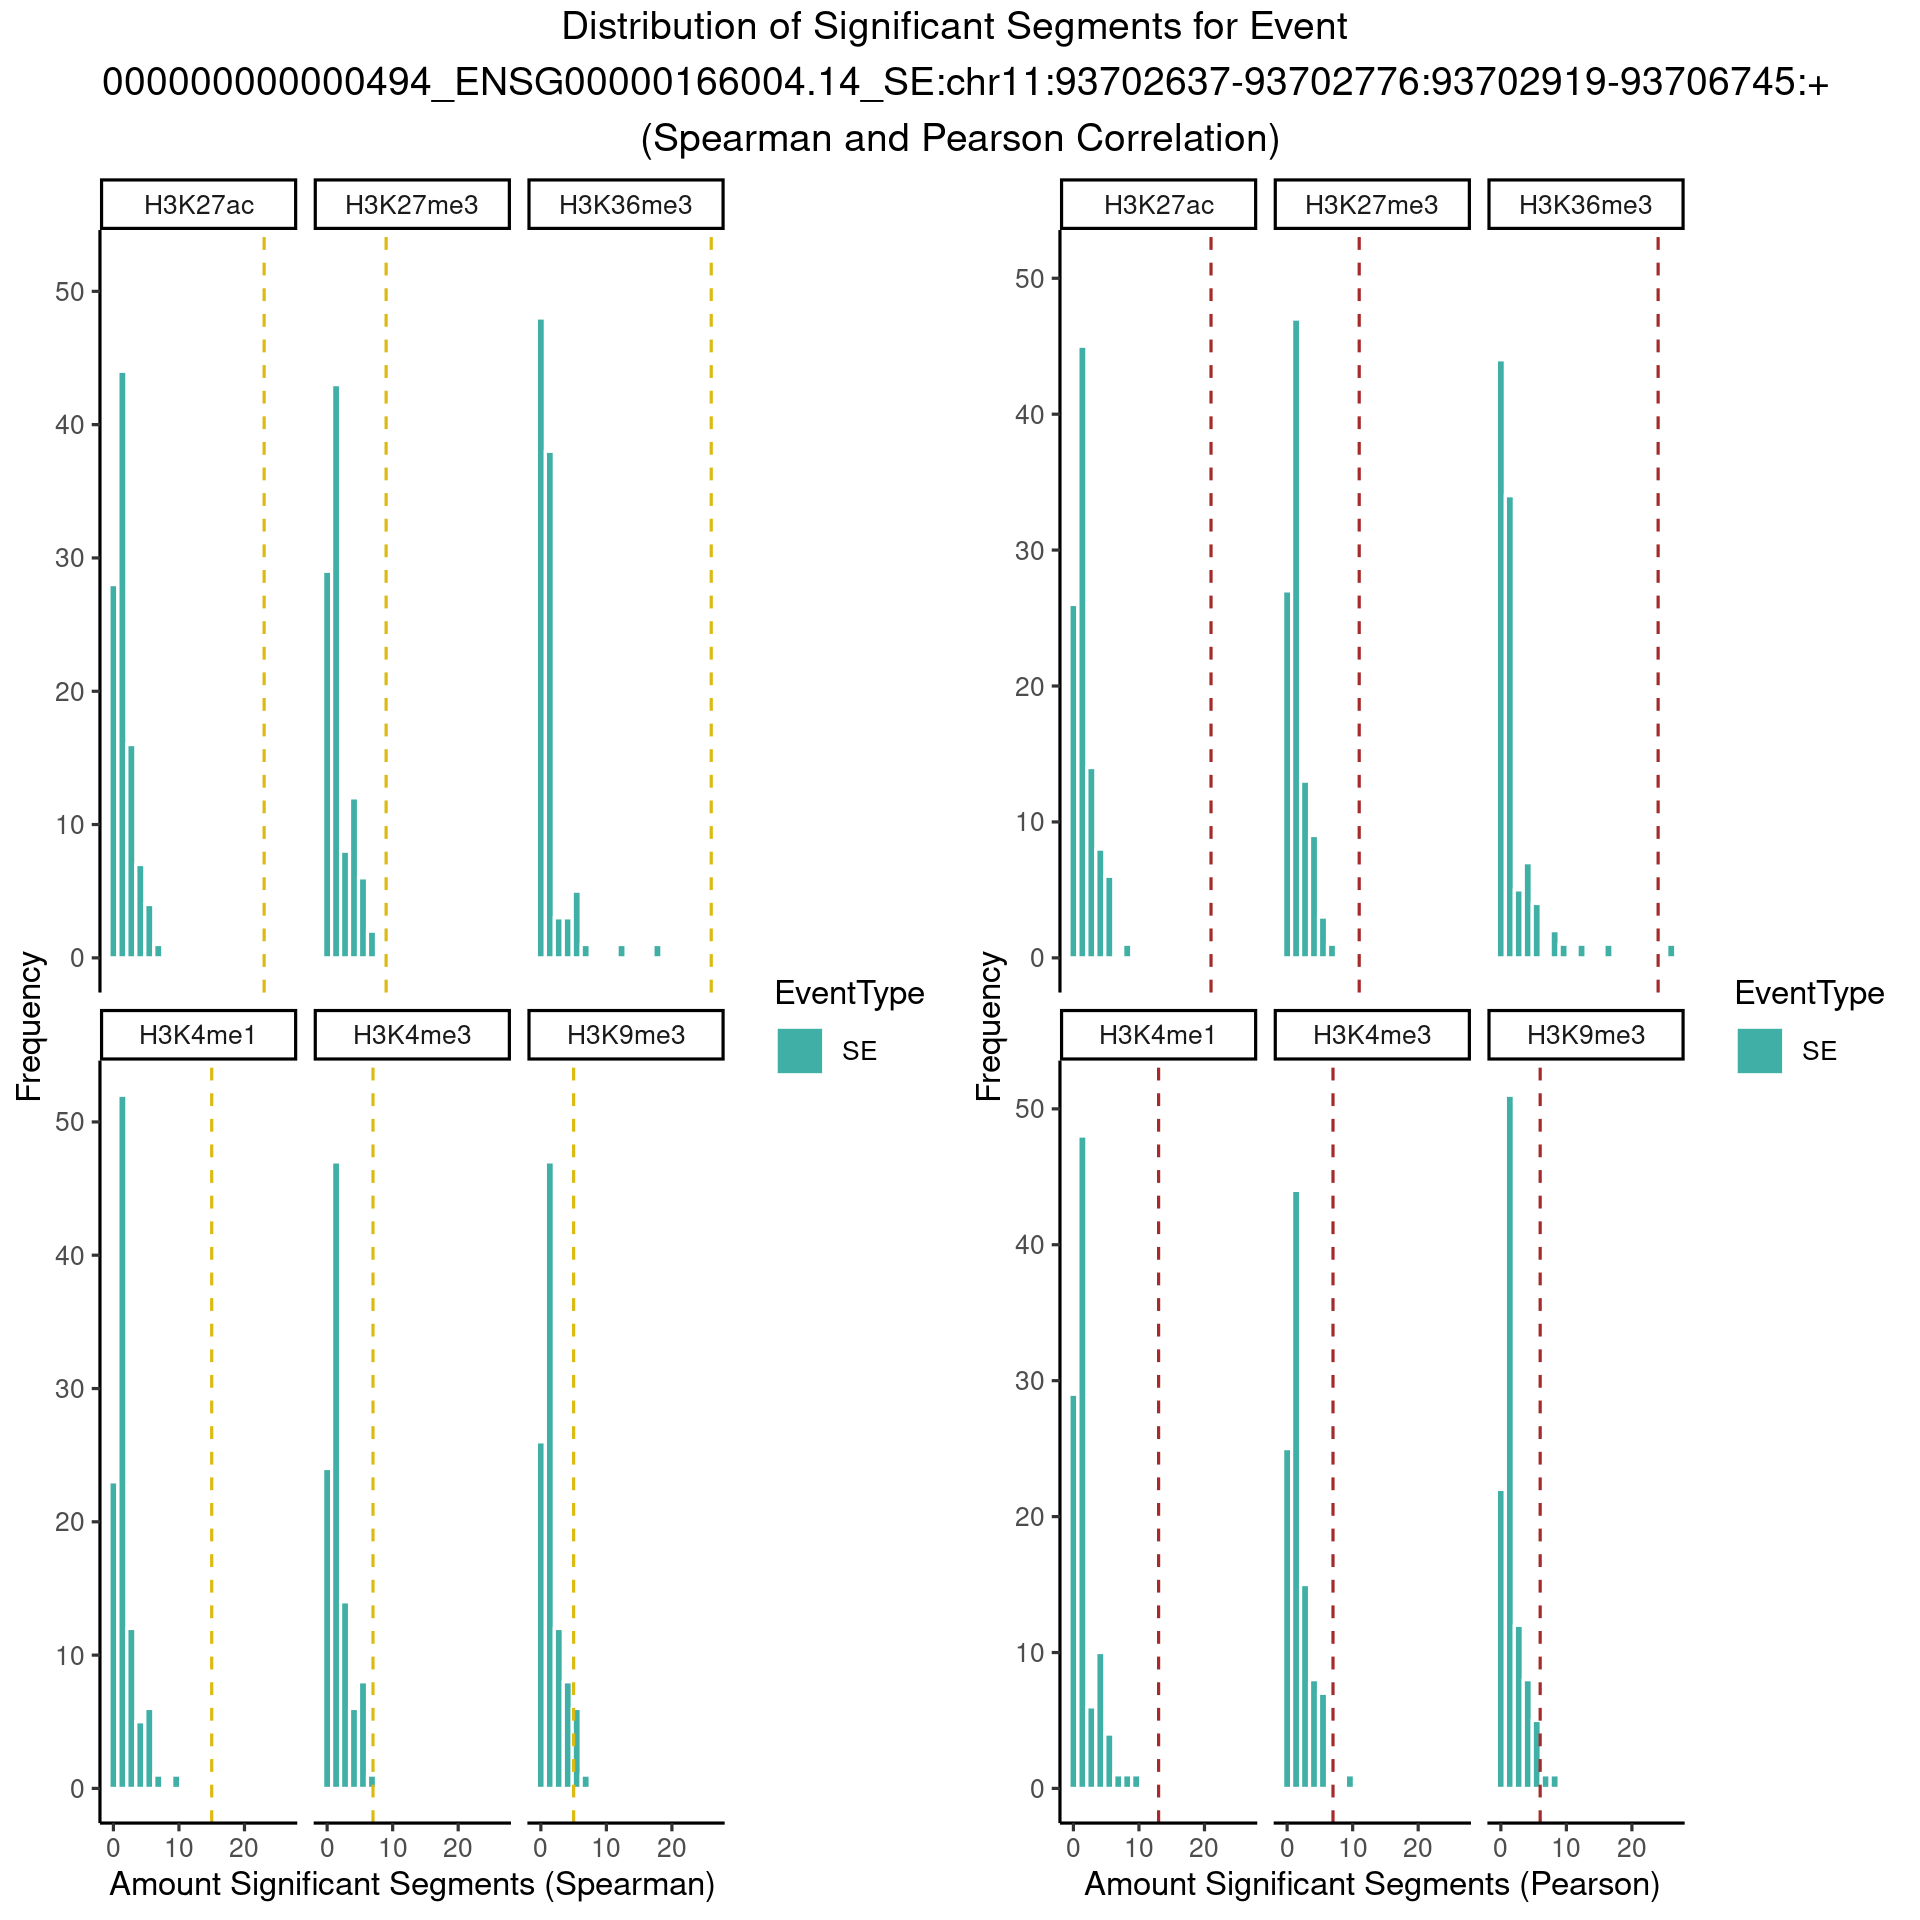 Distribution of Significant Segments for Event
000000000000494_ENSG00000166004.14_SE:chr11:93702637-93702776:93702919-93706745:+
(Spearman and Pearson Correlation)
H3K27ac H3K27me3 H3K36me3
50
40
30
20
10
0
H3K4me1 H3K4me3 H3K9me3
50
40
30
20
10
0
0 10 20 0 10 20 0 10 20
Frequency
Amount Significant Segments (Spearman)
EventType
SE
H3K27ac H3K27me3 H3K36me3
50
40
30
20
10
0
H3K4me1 H3K4me3 H3K9me3
50
40
30
20
10
0
0 10 20 0 10 20 0 10 20
Frequency
Amount Significant Segments (Pearson)
EventType
SE